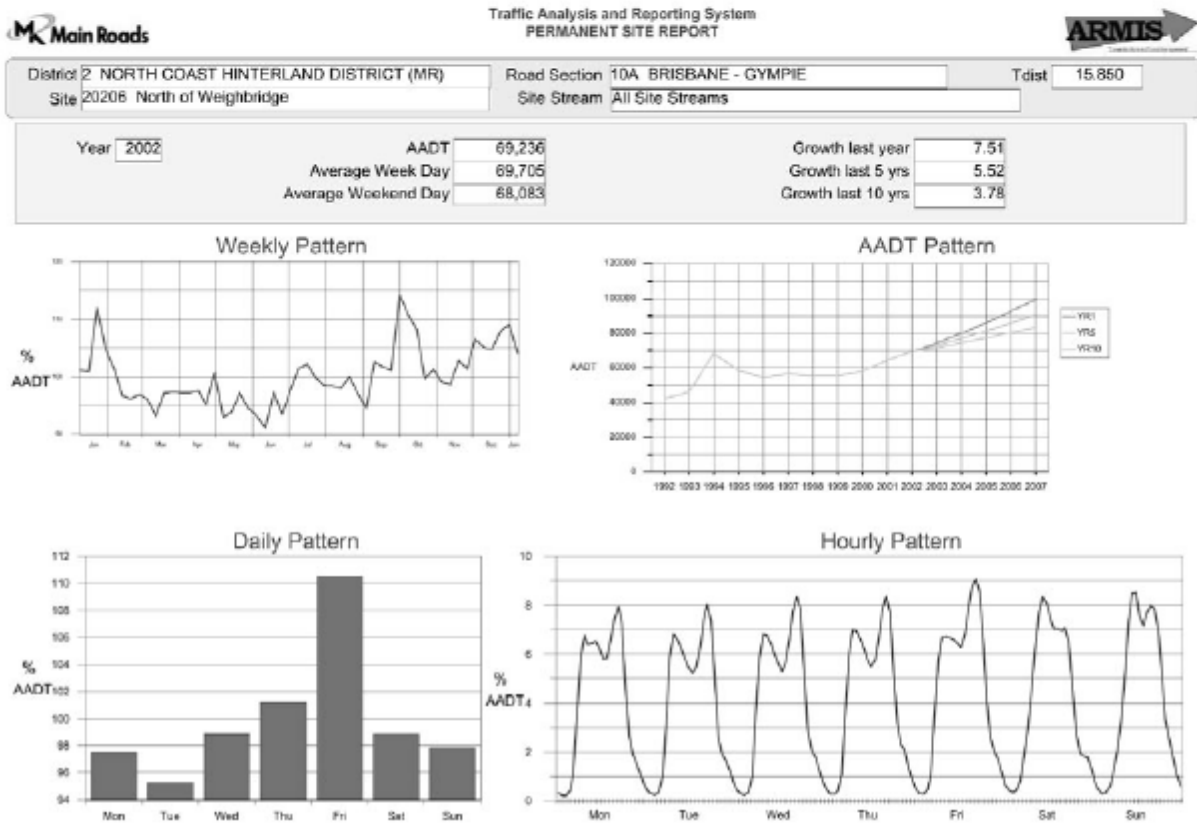 Main Roads
Traffic Analysis and Reporting System
PERMANENT SITE REPORT
ARMIS
District 2 NORTH COAST HINTERLAND DISTRICT (MR) Road Section 10A BRISBANE - GYMPIE Tdist 15.850
Site 20206 North of Weighbridge Site Stream All Site Streams
Year 2002 AADT 69,236 Growth last year 7.51
Average Week Day 69,705 Growth last 5 yrs 5.52
Average Weekend Day 68,083 Growth last 10 yrs 3.78
Weekly Pattern
% AADT
Jan Feb Mar Apr May Jun Jul Aug Sep Oct Nov Dec Jan
AADT Pattern
120000
100000
80000
60000
40000
20000
0
AADT
1992 1993 1994 1995 1996 1997 1998 1999 2000 2001 2002 2003 2004 2005 2006 2007
YR1
YR5
YR10
Daily Pattern
112
110
108
106
104
102
100
98
96
94
% AADT
Mon Tue Wed Thu Fri Sat Sun
Hourly Pattern
10
8
6
4
2
0
% AADT
Mon Tue Wed Thu Fri Sat Sun